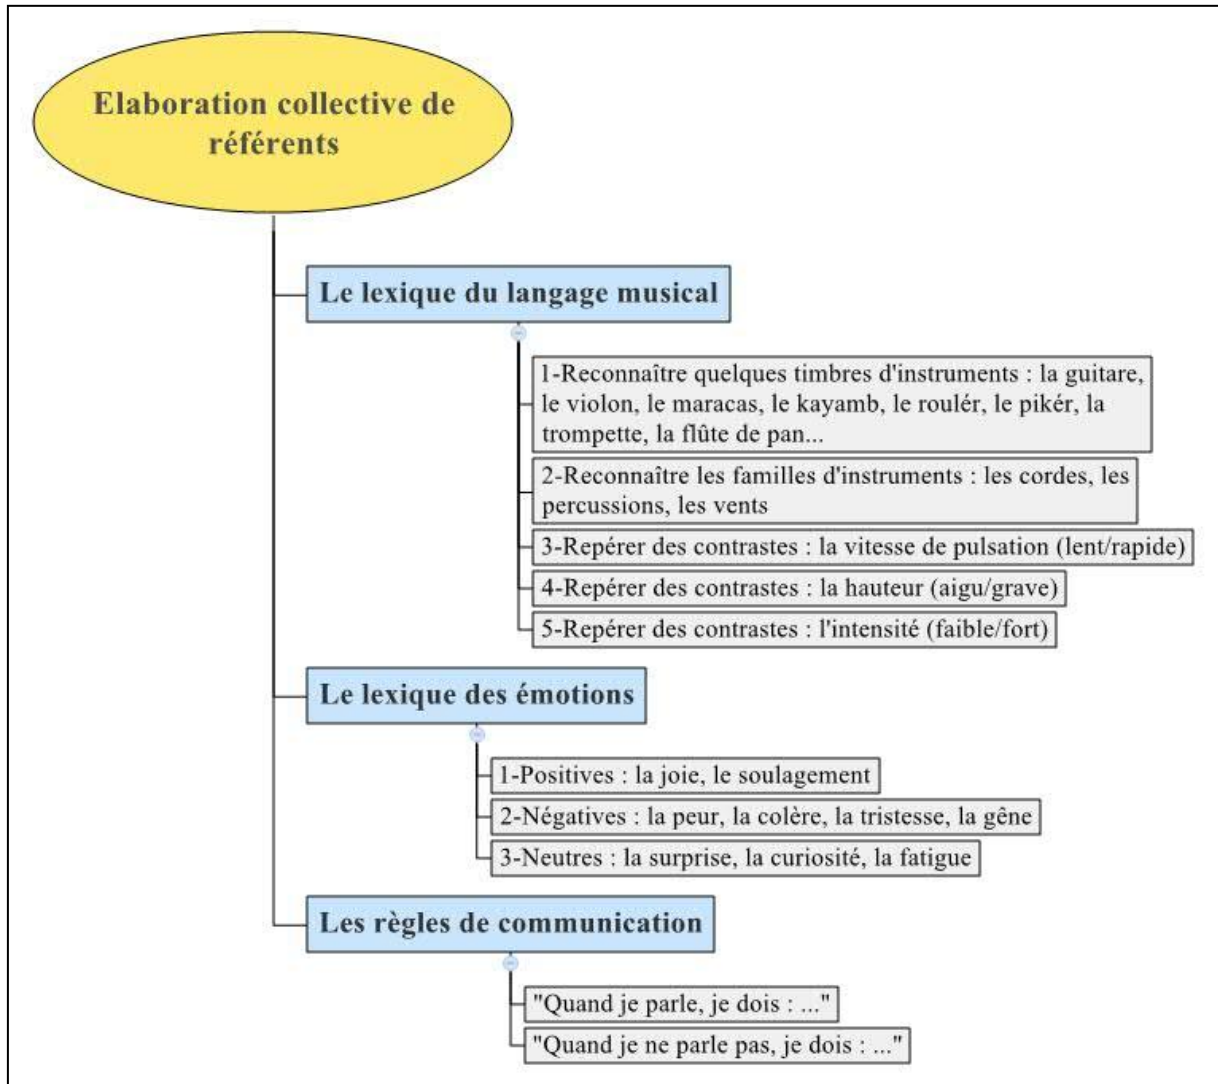 Elaboration collective de
référents
Le lexique du langage musical
1-Reconnaître quelques timbres d'instruments : la guitare,
le violon, le maracas, le kayamb, le roulér, le pikér, la
trompette, la flûte de pan...
2-Reconnaître les familles d'instruments : les cordes, les
percussions, les vents
3-Repérer des contrastes : la vitesse de pulsation (lent/rapide)
4-Repérer des contrastes : la hauteur (aigu/grave)
5-Repérer des contrastes : l'intensité (faible/fort)
Le lexique des émotions
1-Positives : la joie, le soulagement
2-Négatives : la peur, la colère, la tristesse, la gêne
3-Neutres : la surprise, la curiosité, la fatigue
Les règles de communication
"Quand je parle, je dois : ..."
"Quand je ne parle pas, je dois : ..."